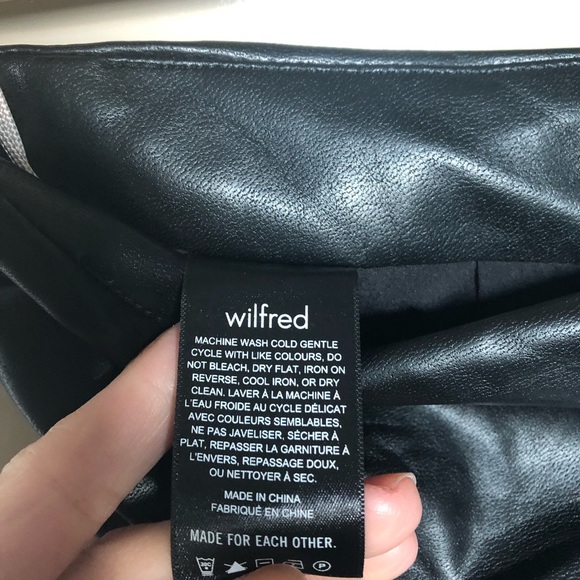 wilfred
MACHINE WASH COLD GENTLE
CYCLE WITH LIKE COLOURS, DO
NOT BLEACH, DRY FLAT, IRON ON
REVERSE, COOL IRON, OR DRY
CLEAN. LAVER À LA MACHINE À
L'EAU FROIDE AU CYCLE DÉLICAT
AVEC COULEURS SEMBLABLES,
NE PAS JAVELISER, SÉCHER À
PLAT, REPASSER LA GARNITURE À
L'ENVERS, REPASSAGE DOUX,
OU NETTOYER À SEC.
MADE IN CHINA
FABRIQUÉ EN CHINE
MADE FOR EACH OTHER.
30C P